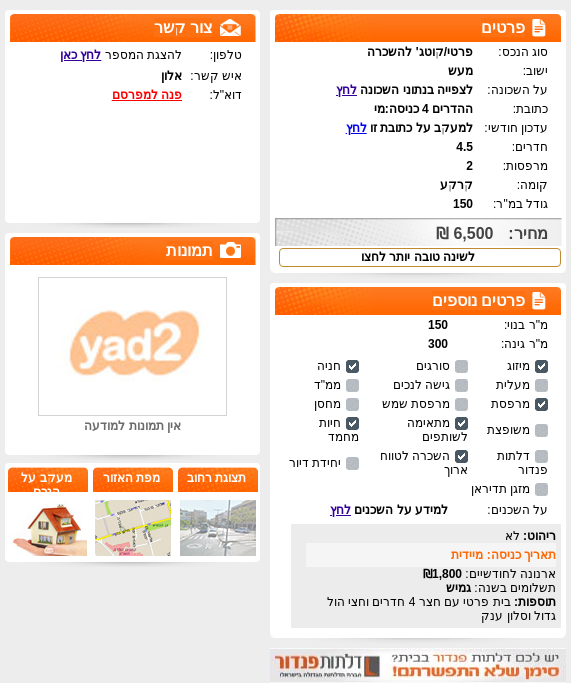 פרטים
סוג הנכס: פרטי/קוטג' להשכרה
ישוב: מעש
על השכונה: לצפייה בנתוני השכונה לחץ
כתובת: ההדרים 4 כניסה:מי
עדכון חודשי: למעקב על כתובת זו לחץ
חדרים: 4.5
מרפסות: 2
קומה: קרקע
גודל במ"ר: 150
מחיר: 6,500 ₪
לשינה טובה יותר לחצו
פרטים נוספים
מ"ר בנוי: 150
מ"ר גינה: 300
מיזוג סורגים חניה
מעלית גישה לנכים ממ"ד
מרפסת מרפסת שמש מחסן
משופצת מתאימה לשותפים חיות מחמד
דלתות פנדור השכרה לטווח ארוך יחידת דיור
מזגן תדיראן
על השכנים: למידע על השכנים לחץ
ריהוט: לא
תאריך כניסה: מיידית
ארנונה לחודשיים: 1,800₪
תשלומים בשנה: גמיש
תוספות: בית פרטי עם חצר 4 חדרים וחצי הול
גדול וסלון ענק
יש לכם דלתות פנדור בבית?
סימן שלא התפשרתם!
דלתות פנדור
חברת הדלתות הגדולה בישראל
צור קשר
טלפון: להצגת המספר לחץ כאן
איש קשר: אלון
דוא"ל: פנה למפרסם
תמונות
yad2
אין תמונות למודעה
תצוגת רחוב
מפת האזור
מעקב על
הנכס